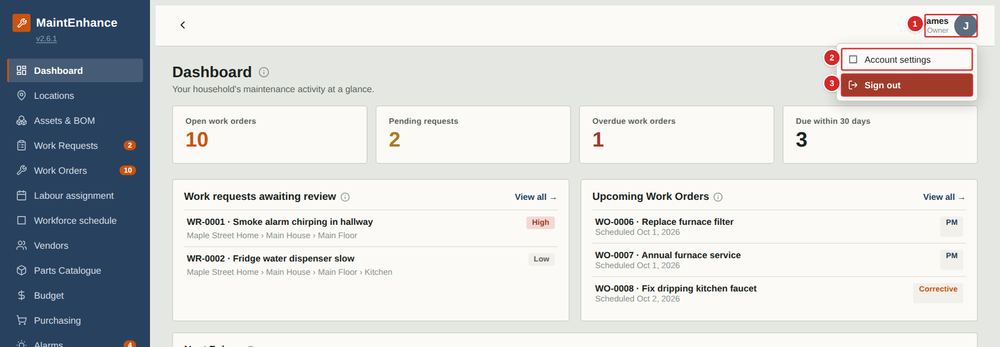 MaintEnhance
v2.6.1
Dashboard
Locations
Assets & BOM
Work Requests 2
Work Orders 10
Labour assignment
Workforce schedule
Vendors
Parts Catalogue
Budget
Purchasing
Alarms 4
1 James J
Owner
2 Account settings
3 Sign out
Dashboard
Your household's maintenance activity at a glance.
Open work orders
10
Pending requests
2
Overdue work orders
1
Due within 30 days
3
Work requests awaiting review View all →
WR-0001 · Smoke alarm chirping in hallway High
Maple Street Home › Main House › Main Floor
WR-0002 · Fridge water dispenser slow Low
Maple Street Home › Main House › Main Floor › Kitchen
Upcoming Work Orders View all →
WO-0006 · Replace furnace filter PM
Scheduled Oct 1, 2026
WO-0007 · Annual furnace service PM
Scheduled Oct 1, 2026
WO-0008 · Fix dripping kitchen faucet Corrective
Scheduled Oct 2, 2026